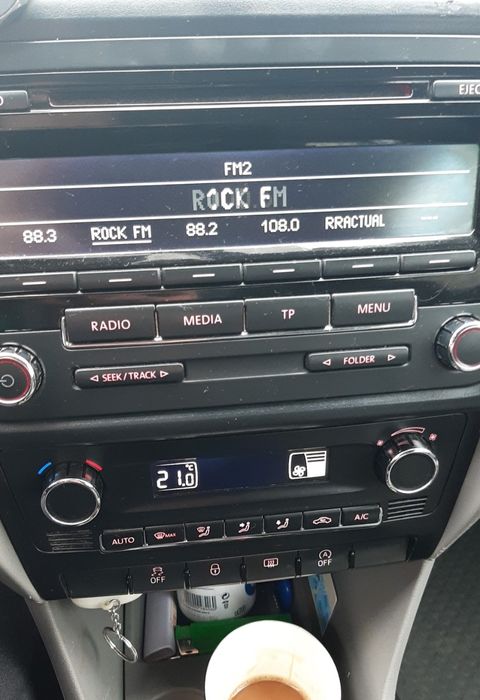 EJEC
FM2
ROCK FM
88.3 ROCK FM 88.2 108.0 RRACTUAL
RADIO MEDIA TP MENU
SEEK/TRACK FOLDER
21.0 °C
AUTO MAX A/C
OFF A OFF